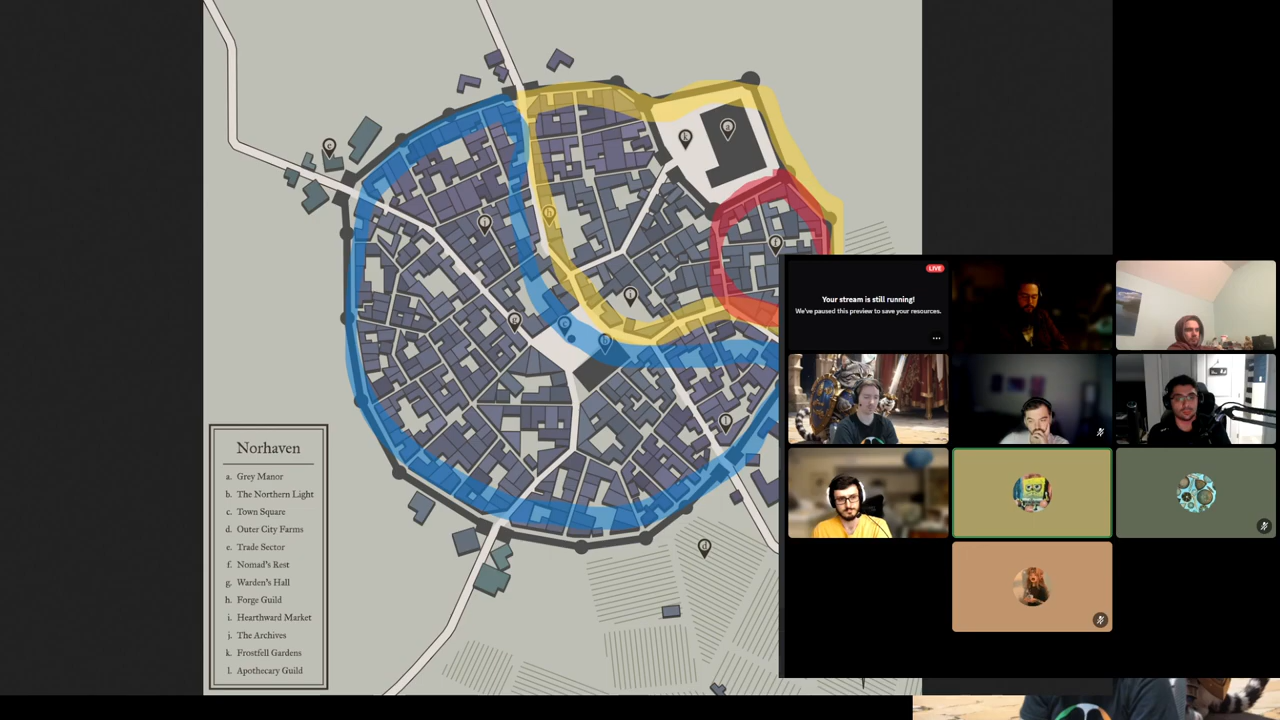 k
a
e
j
b
f
i
g
c
h
l
d
LIVE
Your stream is still running!
We've paused this preview to save your resources.
Norhaven
a. Grey Manor
b. The Northern Light
c. Town Square
d. Outer City Farms
e. Trade Sector
f. Nomad's Rest
g. Warden's Hall
h. Forge Guild
i. Hearthward Market
j. The Archives
k. Frostfell Gardens
l. Apothecary Guild